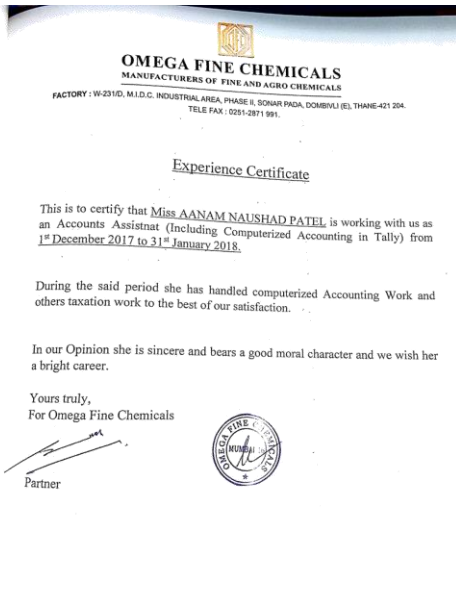 OMEGA FINE CHEMICALS
MANUFACTURERS OF FINE AND AGRO CHEMICALS
FACTORY : W-231/D, M.I.D.C. INDUSTRIAL AREA, PHASE II, SONAR PADA, DOMBIVLI (E), THANE-421 204.
TELE FAX : 0251-2871 991.
Experience Certificate
This is to certify that Miss AANAM NAUSHAD PATEL is working with us as
an Accounts Assistnat (Including Computerized Accounting in Tally) from
1st December 2017 to 31st January 2018.
During the said period she has handled computerized Accounting Work and
others taxation work to the best of our satisfaction.
In our Opinion she is sincere and bears a good moral character and we wish her
a bright career.
Yours truly,
For Omega Fine Chemicals
Partner
OMEGA FINE CHEMICALS
MUMBAI